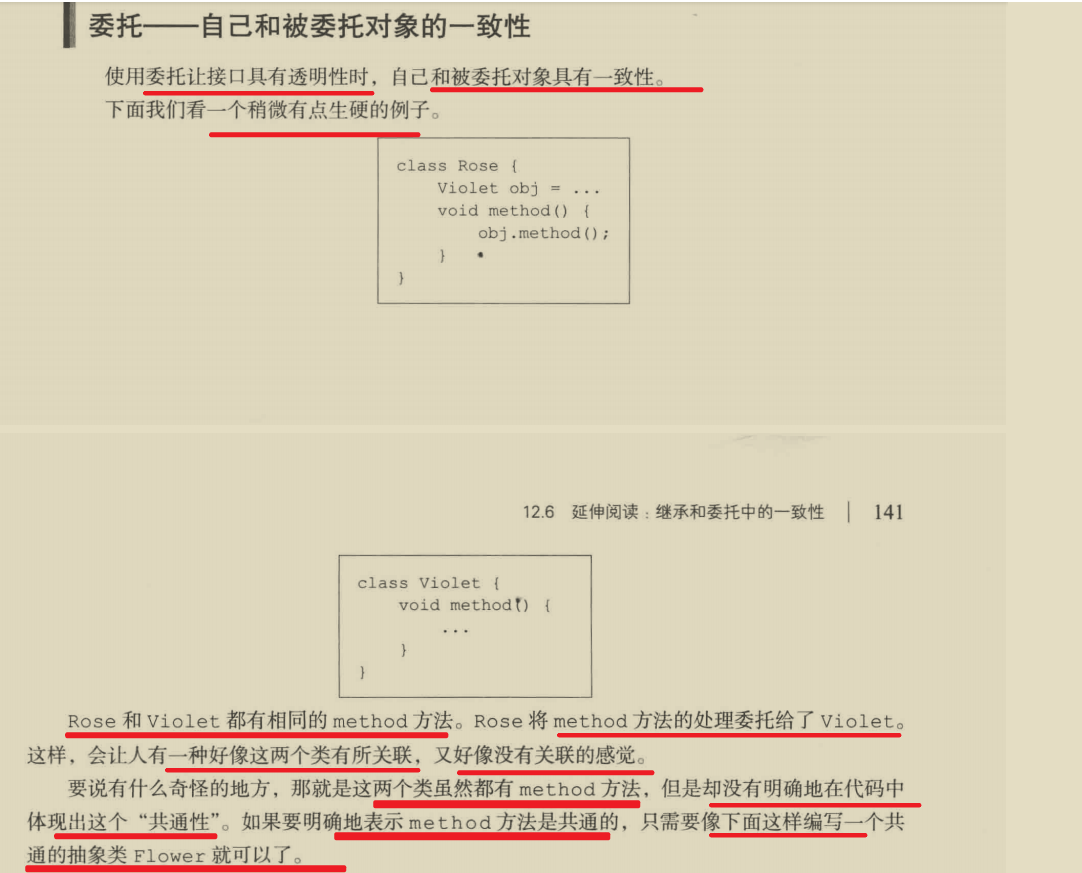 委托——自己和被委托对象的一致性
使用委托让接口具有透明性时，自己和被委托对象具有一致性。
下面我们看一个稍微有点生硬的例子。
class Rose {
    Violet obj = ...
    void method() {
        obj.method();
    }
}
12.6 延伸阅读：继承和委托中的一致性 | 141
class Violet {
    void method() {
        ...
    }
}
Rose 和 Violet 都有相同的 method 方法。Rose 将 method 方法的处理委托给了 Violet。
这样，会让人有一种好像这两个类有所关联，又好像没有关联的感觉。
要说有什么奇怪的地方，那就是这两个类虽然都有 method 方法，但是却没有明确地在代码中
体现出这个“共通性”。如果要明确地表示 method 方法是共通的，只需要像下面这样编写一个共
通的抽象类 Flower 就可以了。